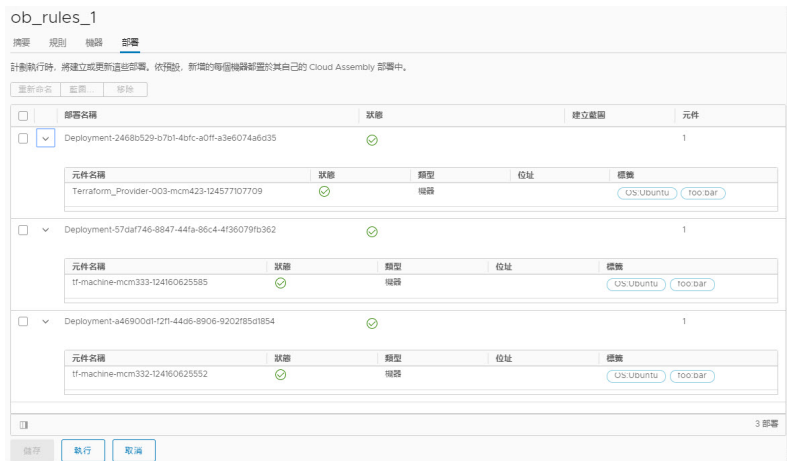 ob_rules_1
摘要 規則 機器 部署
計劃執行時，將建立或更新這些部署。依預設，新增的每個機器都置於其自己的 Cloud Assembly 部署中。
重新命名 藍圖... 移除
部署名稱 狀態 建立藍圖 元件
Deployment-2468b529-b7b1-4bfc-a0ff-a3e6074a6d35 1
元件名稱 狀態 類型 位址 標籤
Terraform_Provider-003-mcm423-124577107709 機器 OS:Ubuntu foo:bar
Deployment-57daf746-8847-44fa-86c4-4f36079fb362 1
元件名稱 狀態 類型 位址 標籤
tf-machine-mcm333-124160625585 機器 OS:Ubuntu foo:bar
Deployment-a46900d1-f2f1-44d6-8906-9202f85d1854 1
元件名稱 狀態 類型 位址 標籤
tf-machine-mcm332-124160625552 機器 OS:Ubuntu foo:bar
3 部署
儲存 執行 取消